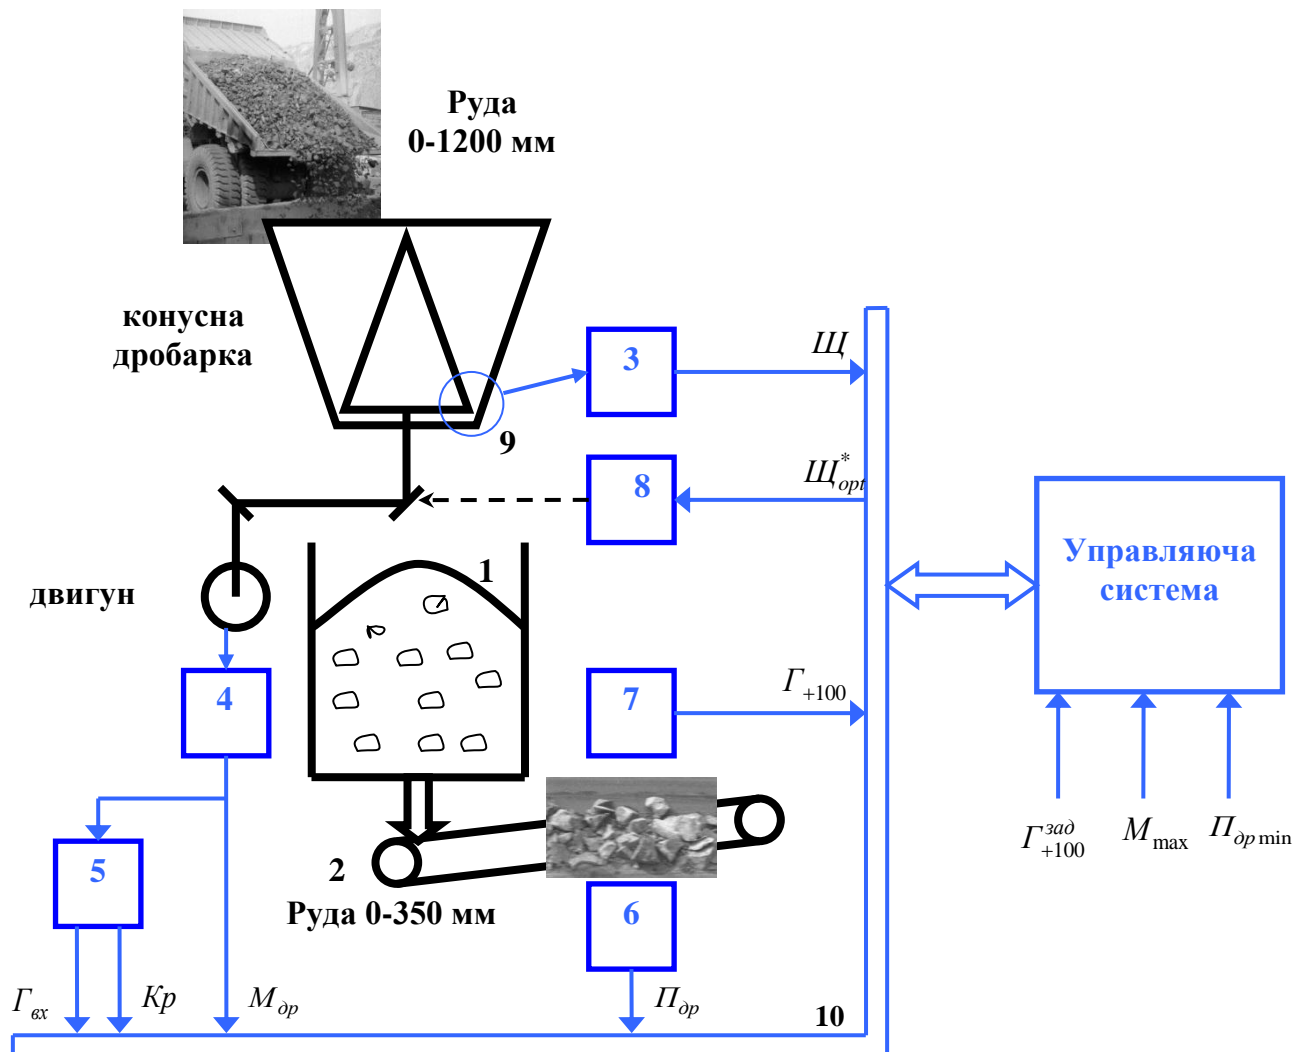 Руда
0-1200 мм
конусна
дробарка
3
Щ
9
8
Щ*opt
Управляюча
система
двигун
1
4
7
Г+100
5
2
Руда 0-350 мм
6
Гзад+100
Mmax
Пдр min
Гвх
Кр
Мдр
Пдр
10